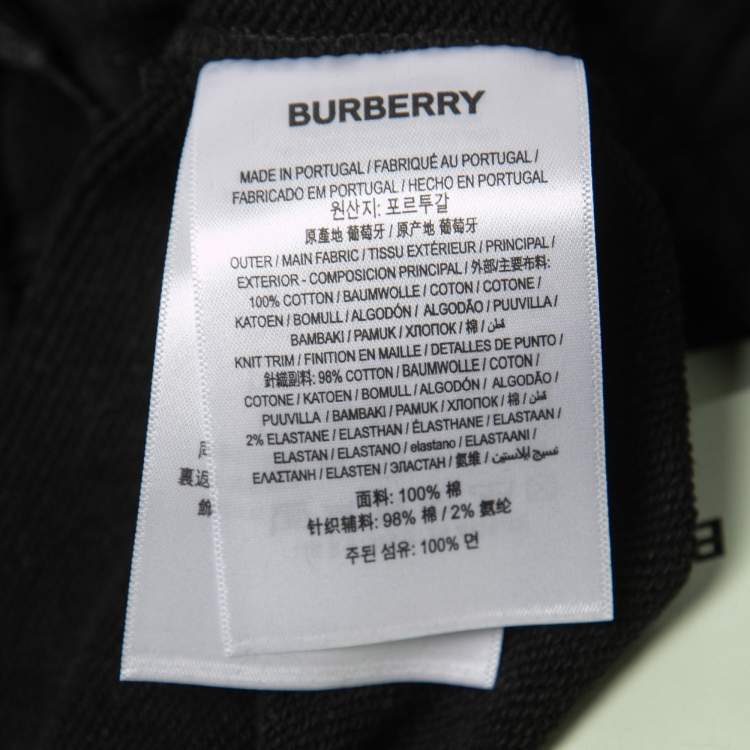 BURBERRY
MADE IN PORTUGAL / FABRIQUÉ AU PORTUGAL /
FABRICADO EM PORTUGAL / HECHO EN PORTUGAL
원산지: 포르투갈
原產地 葡萄牙 / 原产地 葡萄牙
OUTER / MAIN FABRIC / TISSU EXTÉRIEUR / PRINCIPAL /
EXTERIOR - COMPOSICION PRINCIPAL / 外部/主要布料:
100% COTTON / BAUMWOLLE / COTON / COTONE /
KATOEN / BOMULL / ALGODÓN / ALGODÃO / PUUVILLA /
BAMBAKI / PAMUK / ХЛОПОК / 棉 / قطن
KNIT TRIM / FINITION EN MAILLE / DETALLES DE PUNTO /
針織副料: 98% COTTON / BAUMWOLLE / COTON /
COTONE / KATOEN / BOMULL / ALGODÓN / ALGODÃO /
PUUVILLA / BAMBAKI / PAMUK / ХЛОПОК / 棉 / قطن
2% ELASTANE / ELASTHAN / ÉLASTHANE / ELASTAAN /
ELASTAN / ELASTANO / elastano / ELASTAANI /
ΕΛΑΣΤΑΝΗ / ELASTEN / ЭЛАСТАН / 氨维 / نسيج ايلاستين
面料: 100% 棉
针织辅料: 98% 棉 / 2% 氨纶
주된 섬유: 100% 면
裏返
B